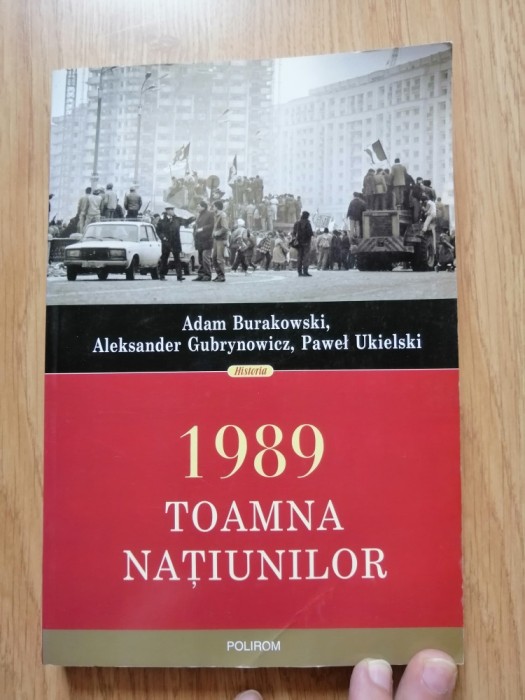 Adam Burakowski,
Aleksander Gubrynowicz, Paweł Ukielski
Historia
1989
TOAMNA
NAȚIUNILOR
POLIROM